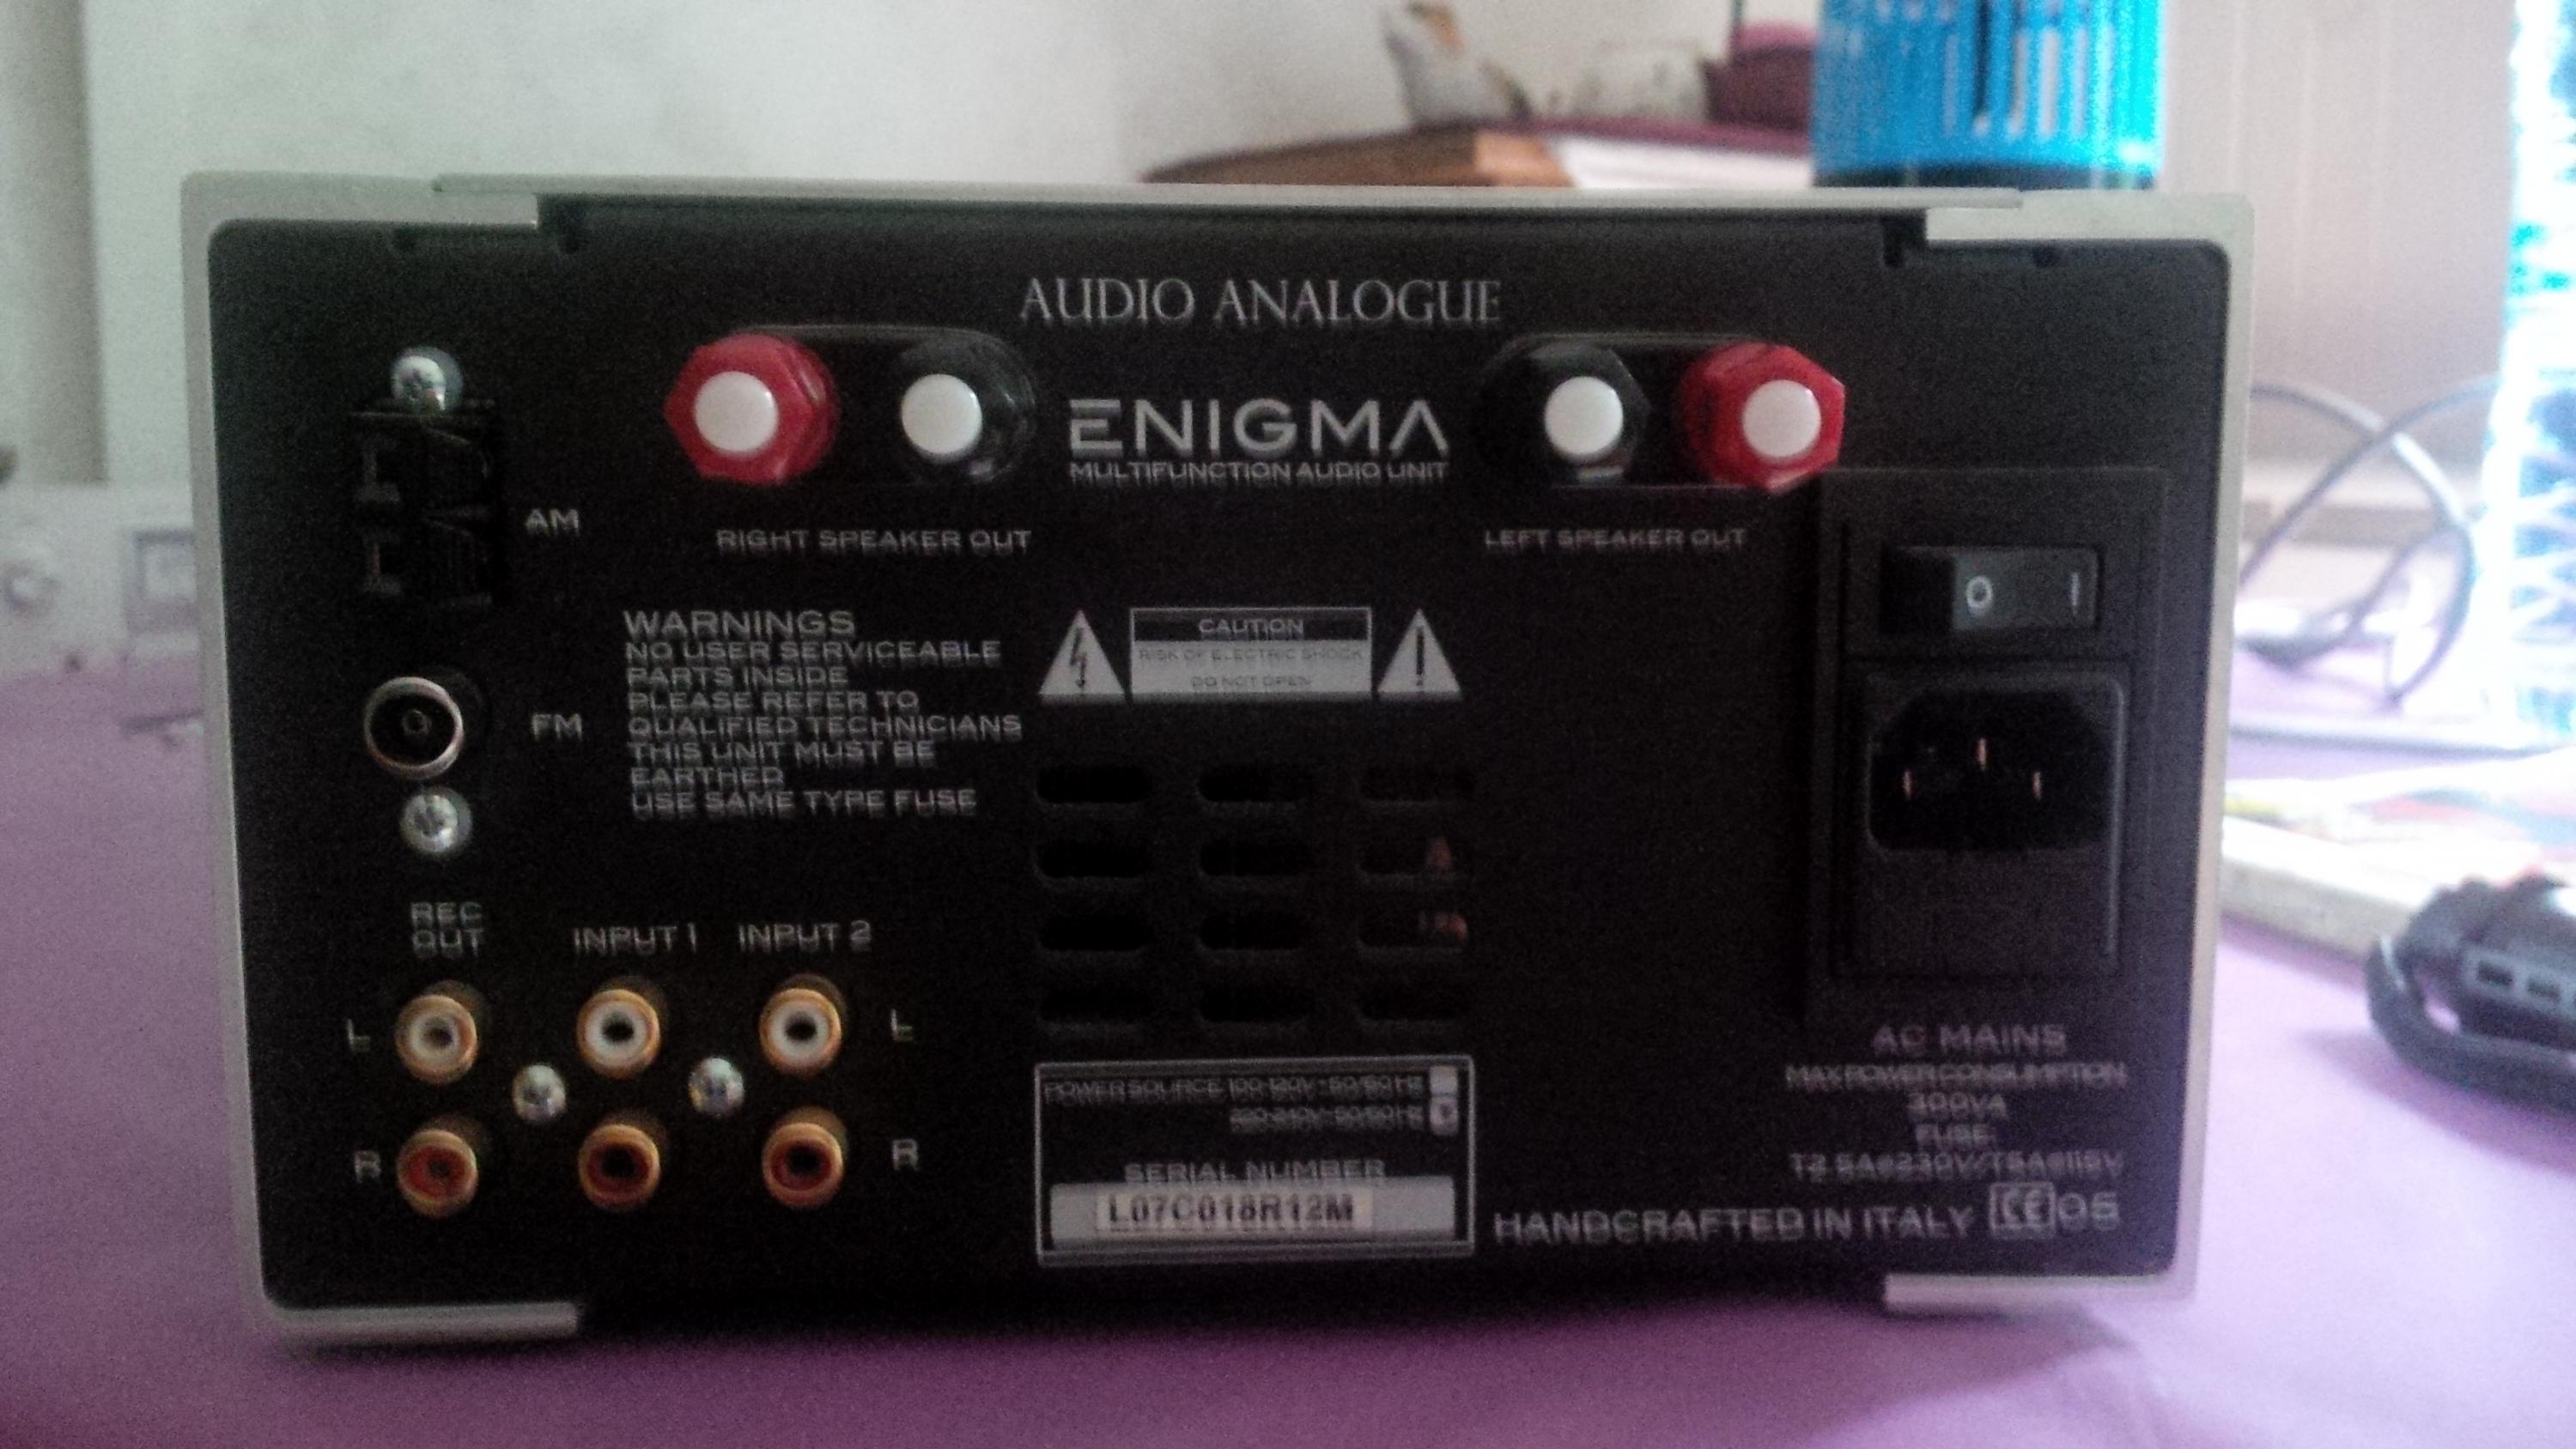 AUDIO ANALOGUE
ENIGMA
MULTIFUNCTION AUDIO UNIT
RIGHT SPEAKER OUT
LEFT SPEAKER OUT
AM
O I
WARNINGS
NO USER SERVICEABLE
PARTS INSIDE
PLEASE REFER TO
QUALIFIED TECHNICIANS
THIS UNIT MUST BE
EARTHED
USE SAME TYPE FUSE
CAUTION
RISK OF ELECTRIC SHOCK
DO NOT OPEN
FM
REC
OUT
INPUT 1
INPUT 2
L
L
R
R
POWER SOURCE 100-120V~50/60 HZ
220-240V~50/60 HZ
SERIAL NUMBER
L07C018R12M
AC MAINS
MAX POWER CONSUMPTION
300VA
FUSE:
T2.5A@230V/T5A@115V
HANDCRAFTED IN ITALY CE 05